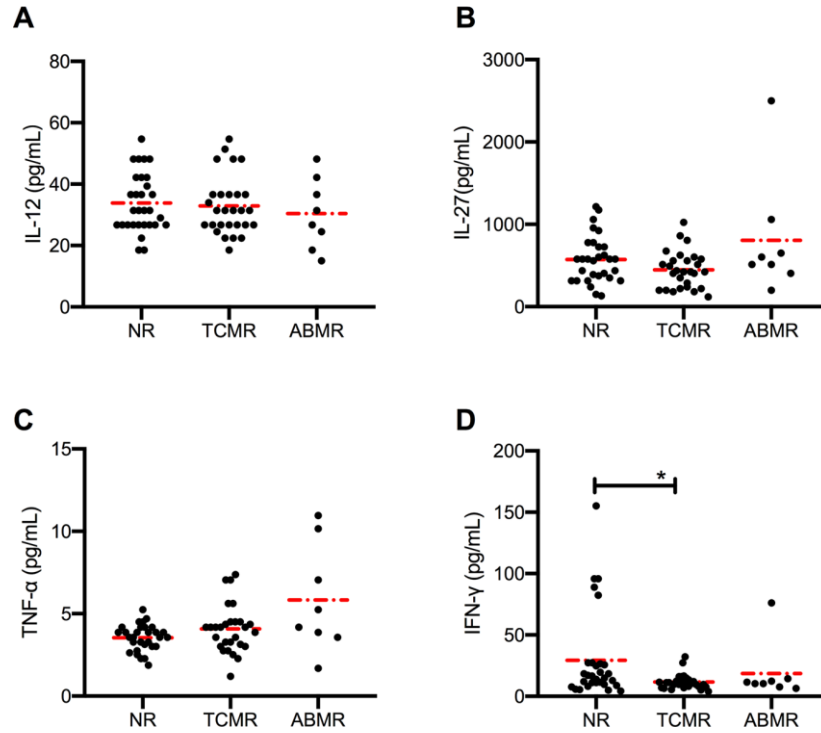 A
IL-12 (pg/mL)
80
60
40
20
0
NR TCMR ABMR
B
IL-27(pg/mL)
3000
2000
1000
0
NR TCMR ABMR
C
TNF-α (pg/mL)
15
10
5
0
NR TCMR ABMR
D
IFN-γ (pg/mL)
200
150
100
50
0
*
NR TCMR ABMR